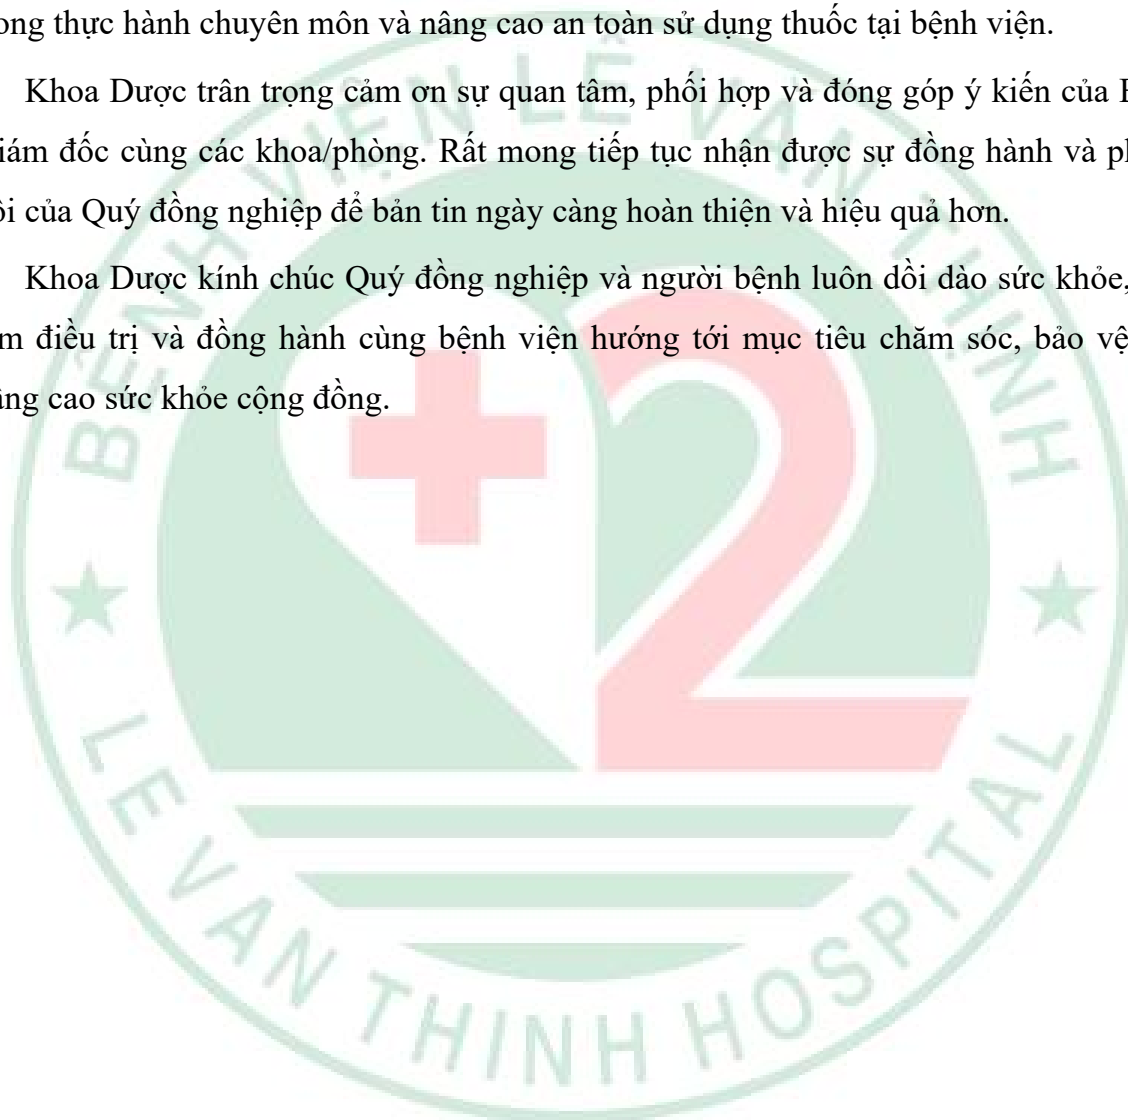 ong thực hành chuyên môn và nâng cao an toàn sử dụng thuốc tại bệnh viện.
Khoa Dược trân trọng cảm ơn sự quan tâm, phối hợp và đóng góp ý kiến của
iám đốc cùng các khoa/phòng. Rất mong tiếp tục nhận được sự đồng hành và
ồi của Quý đồng nghiệp để bản tin ngày càng hoàn thiện và hiệu quả hơn.
Khoa Dược kính chúc Quý đồng nghiệp và người bệnh luôn dồi dào sức khỏe,
m điều trị và đồng hành cùng bệnh viện hướng tới mục tiêu chăm sóc, bảo vệ
âng cao sức khỏe cộng đồng.
BỆNH VIỆN LÊ VĂN THỊNH
+2
LE VAN THINH HOSPITAL